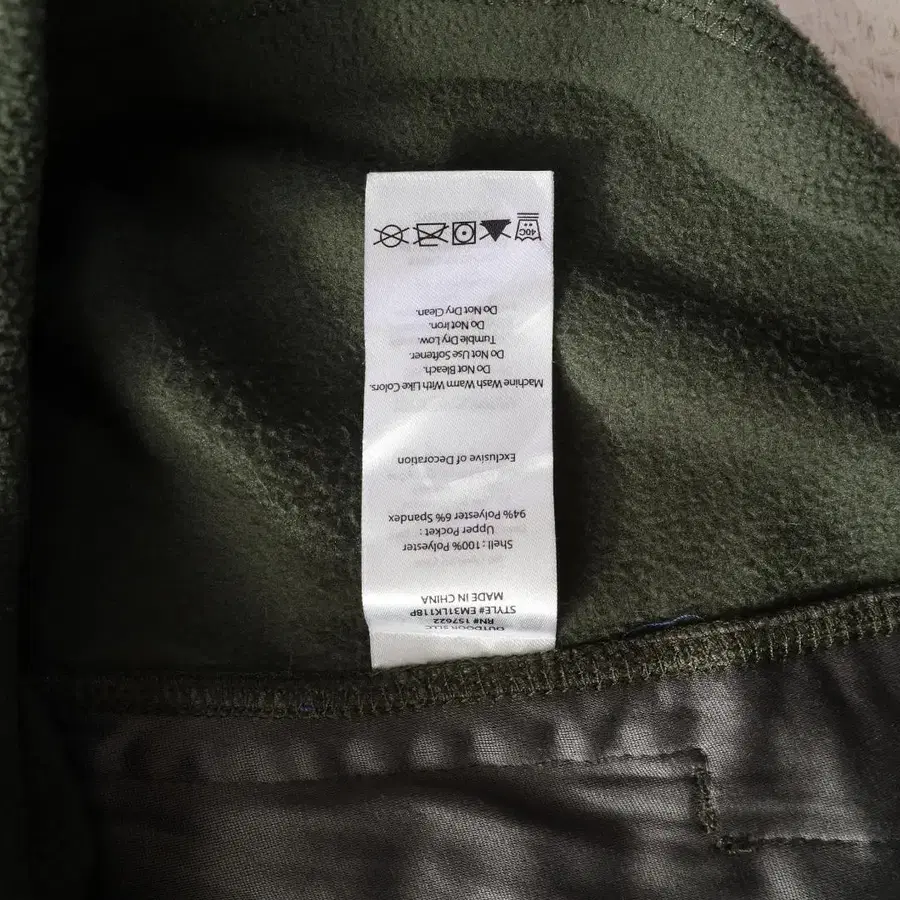 RN# 157622
STYLE# EM31LK118P
MADE IN CHINA
Shell : 100% Polyester
Upper Pocket :
94% Polyester 6% Spandex
Exclusive of Decoration
Machine Wash Warm With Like Colors.
Do Not Bleach.
Do Not Use Softener.
Tumble Dry Low.
Do Not Iron.
Do Not Dry Clean.
40C